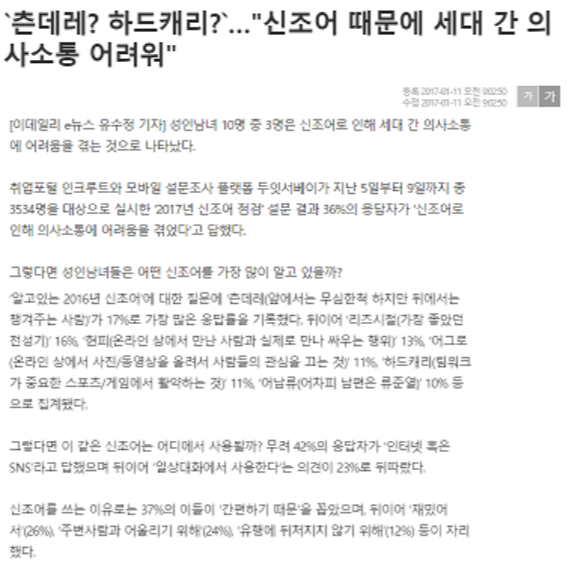 `츤데레? 하드캐리?`…"신조어 때문에 세대 간 의
사소통 어려워"
등록 2017-01-11 오전 9:02:50
수정 2017-01-11 오전 9:02:50
가 가
[이데일리 e뉴스 유수정 기자] 성인남녀 10명 중 3명은 신조어로 인해 세대 간 의사소통
에 어려움을 겪는 것으로 나타났다.
취업포털 인크루트와 모바일 설문조사 플랫폼 두잇서베이가 지난 5일부터 9일까지 중
3534명을 대상으로 실시한 '2017년 신조어 점검' 설문 결과 36%의 응답자가 '신조어로
인해 의사소통에 어려움을 겪었다'고 답했다.
그렇다면 성인남녀들은 어떤 신조어를 가장 많이 알고 있을까?
'알고있는 2016년 신조어'에 대한 질문에 '츤데레(앞에서는 무심한척 하지만 뒤에서는
챙겨주는 사람)'가 17%로 가장 많은 응답률을 기록했다. 뒤이어 '리즈시절(가장 좋았던
전성기)' 16%, '현피(온라인 상에서 만난 사람과 실제로 만나 싸우는 행위)' 13%, '어그로
(온라인 상에서 사진/동영상을 올려서 사람들의 관심을 끄는 것)' 11%, '하드캐리(팀워크
가 중요한 스포츠/게임에서 활약하는 것)' 11%, '어남류(어차피 남편은 류준열)' 10% 등
으로 집계됐다.
그렇다면 이 같은 신조어는 어디에서 사용될까? 무려 42%의 응답자가 '인터넷 혹은
SNS'라고 답했으며 뒤이어 '일상대화에서 사용한다'는 의견이 23%로 뒤따랐다.
신조어를 쓰는 이유로는 37%의 이들이 '간편하기 때문'을 꼽았으며, 뒤이어 '재밌어
서'(26%), '주변사람과 어울리기 위해'(24%), '유행에 뒤처지지 않기 위해'(12%) 등이 자리
했다.